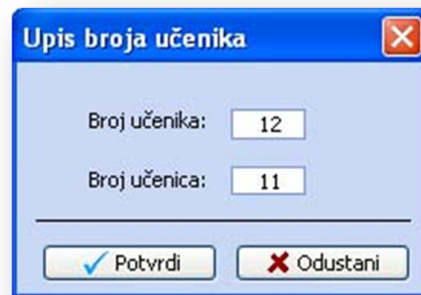 Upis broja učenika
Broj učenika: 12
Broj učenica: 11
Potvrdi Odustani